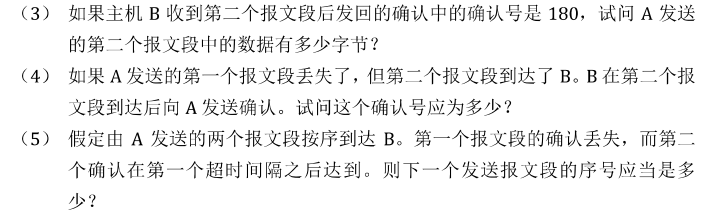 （3） 如果主机 B 收到第二个报文段后发回的确认中的确认号是 180，试问 A 发送
的第二个报文段中的数据有多少字节？
（4） 如果 A 发送的第一个报文段丢失了，但第二个报文段到达了 B。B 在第二个报
文段到达后向 A 发送确认。试问这个确认号应为多少？
（5） 假定由 A 发送的两个报文段按序到达 B。第一个报文段的确认丢失，而第二
个确认在第一个超时间隔之后达到。则下一个发送报文段的序号应当是多
少？